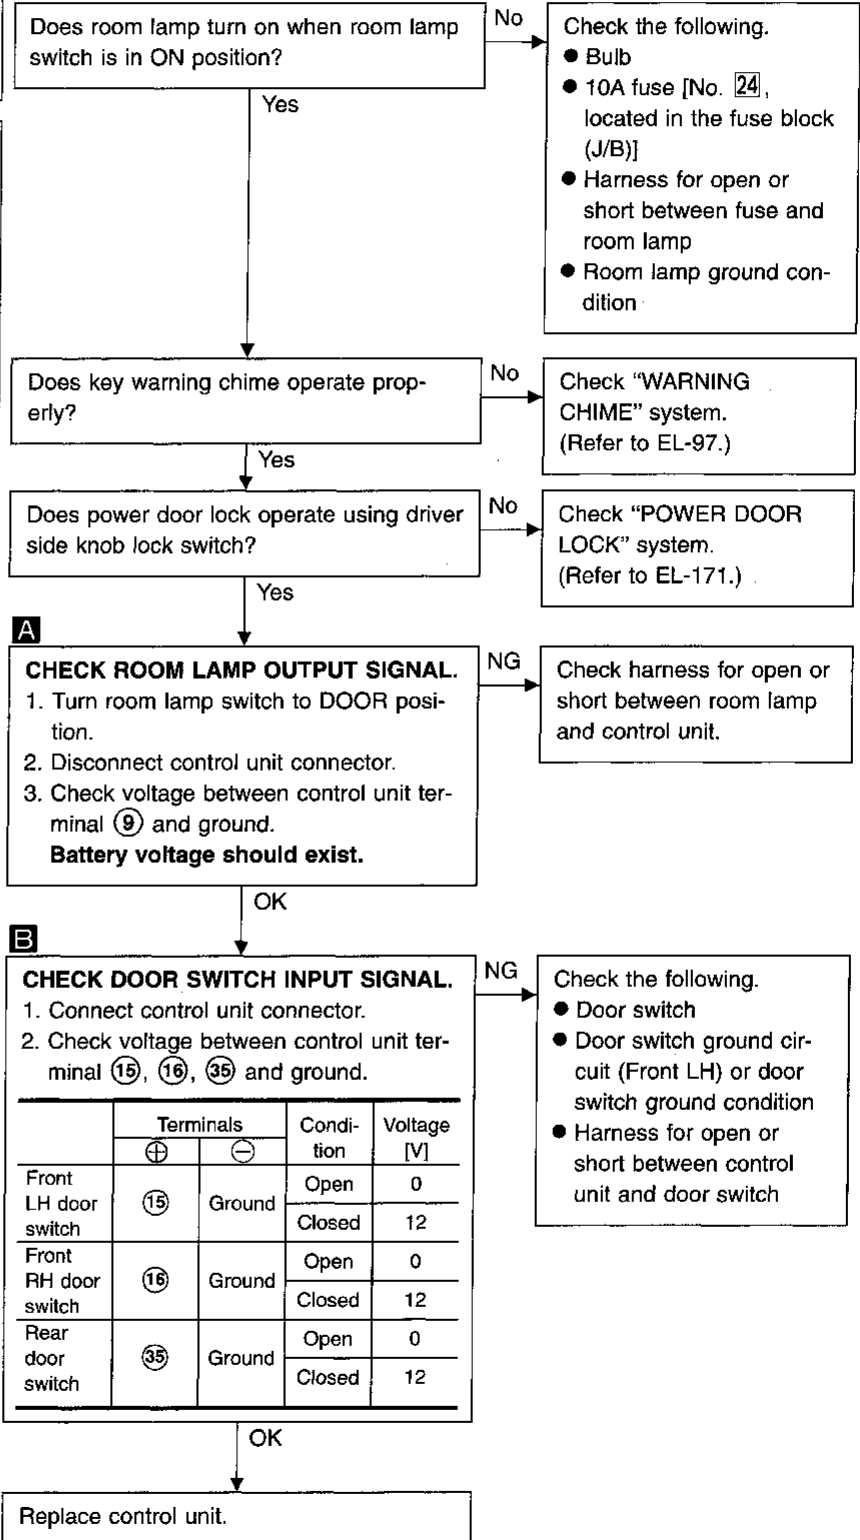 Does room lamp turn on when room lamp
switch is in ON position?
No
Check the following.
● Bulb
● 10A fuse [No. 24,
located in the fuse block
(J/B)]
● Harness for open or
short between fuse and
room lamp
● Room lamp ground con-
dition
Yes
Does key warning chime operate prop-
erly?
No
Check “WARNING
CHIME” system.
(Refer to EL-97.)
Yes
Does power door lock operate using driver
side knob lock switch?
No
Check “POWER DOOR
LOCK” system.
(Refer to EL-171.)
Yes
A
CHECK ROOM LAMP OUTPUT SIGNAL.
1. Turn room lamp switch to DOOR posi-
tion.
2. Disconnect control unit connector.
3. Check voltage between control unit ter-
minal ⑨ and ground.
Battery voltage should exist.
NG
Check harness for open or
short between room lamp
and control unit.
OK
B
CHECK DOOR SWITCH INPUT SIGNAL.
1. Connect control unit connector.
2. Check voltage between control unit ter-
minal ⑮, ⑯, ㉟ and ground.
Terminals Condi- Voltage
⊕ ⊖ tion [V]
Front
LH door
switch
⑮ Ground
Open 0
Closed 12
Front
RH door
switch
⑯ Ground
Open 0
Closed 12
Rear
door
switch
㉟ Ground
Open 0
Closed 12
NG
Check the following.
● Door switch
● Door switch ground cir-
cuit (Front LH) or door
switch ground condition
● Harness for open or
short between control
unit and door switch
OK
Replace control unit.